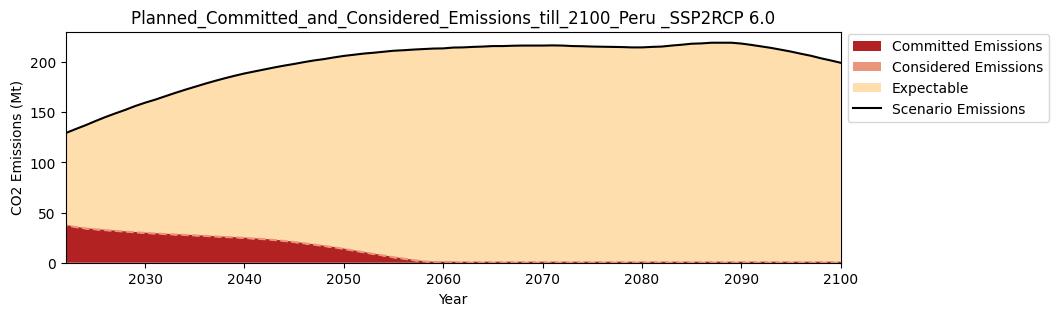 Planned_Committed_and_Considered_Emissions_till_2100_Peru _SSP2RCP 6.0
CO2 Emissions (Mt)
200
150
100
50
0
2030 2040 2050 2060 2070 2080 2090 2100
Year
Committed Emissions
Considered Emissions
Expectable
Scenario Emissions